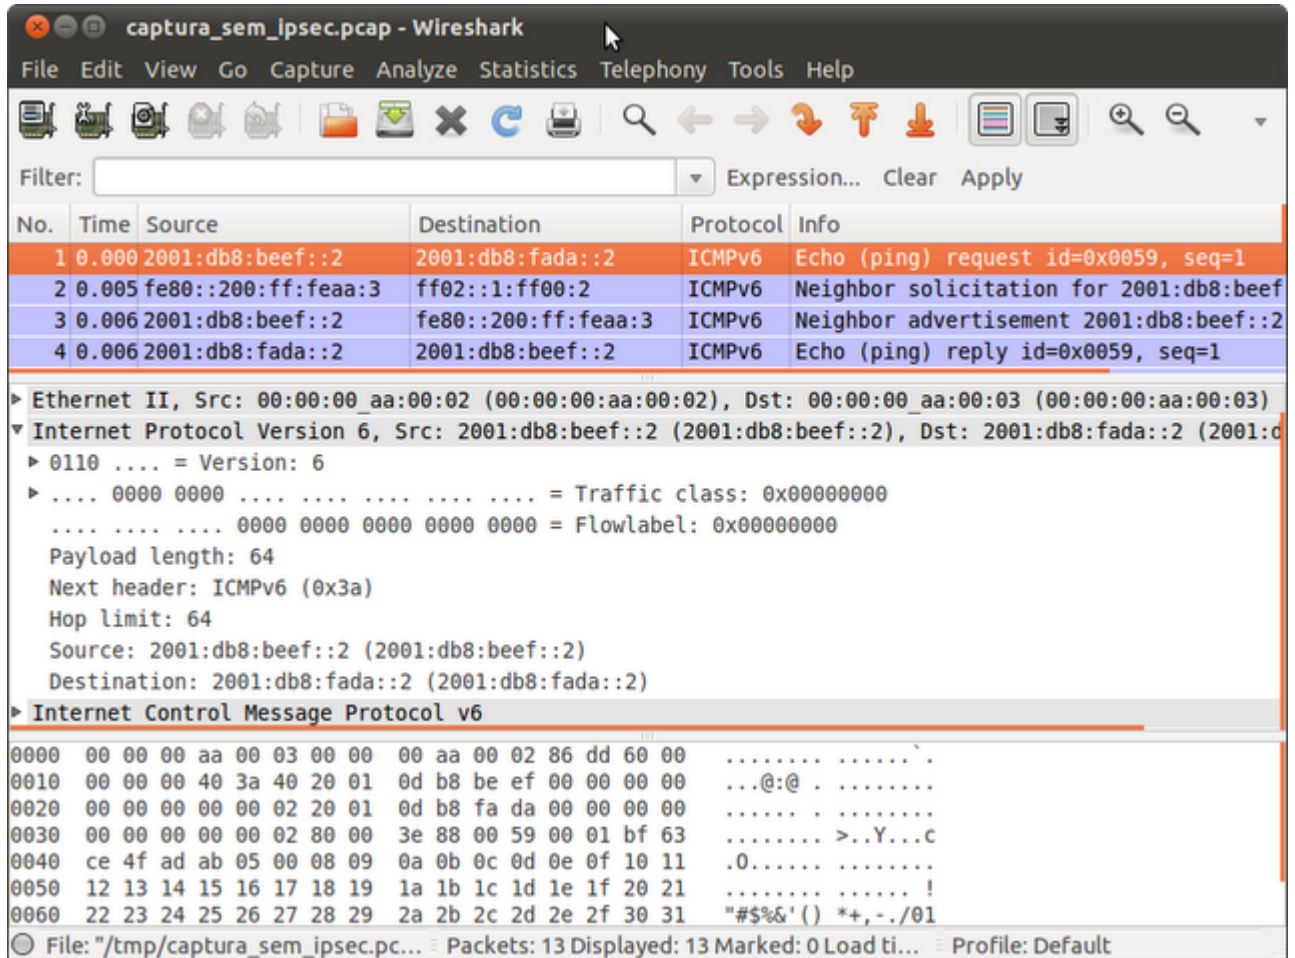 captura_sem_ipsec.pcap - Wireshark
File Edit View Go Capture Analyze Statistics Telephony Tools Help
Filter: Expression... Clear Apply
No. Time Source Destination Protocol Info
1 0.000 2001:db8:beef::2 2001:db8:fada::2 ICMPv6 Echo (ping) request id=0x0059, seq=1
2 0.005 fe80::200:ff:feaa:3 ff02::1:ff00:2 ICMPv6 Neighbor solicitation for 2001:db8:beef
3 0.006 2001:db8:beef::2 fe80::200:ff:feaa:3 ICMPv6 Neighbor advertisement 2001:db8:beef::2
4 0.006 2001:db8:fada::2 2001:db8:beef::2 ICMPv6 Echo (ping) reply id=0x0059, seq=1
Ethernet II, Src: 00:00:00_aa:00:02 (00:00:00:aa:00:02), Dst: 00:00:00_aa:00:03 (00:00:00:aa:00:03)
Internet Protocol Version 6, Src: 2001:db8:beef::2 (2001:db8:beef::2), Dst: 2001:db8:fada::2 (2001:d
0110 .... = Version: 6
.... 0000 0000 .... .... .... .... .... = Traffic class: 0x00000000
.... .... .... 0000 0000 0000 0000 0000 = Flowlabel: 0x00000000
Payload length: 64
Next header: ICMPv6 (0x3a)
Hop limit: 64
Source: 2001:db8:beef::2 (2001:db8:beef::2)
Destination: 2001:db8:fada::2 (2001:db8:fada::2)
Internet Control Message Protocol v6
0000 00 00 00 aa 00 03 00 00 00 aa 00 02 86 dd 60 00 ........ ......`.
0010 00 00 00 40 3a 40 20 01 0d b8 be ef 00 00 00 00 ...@:@ . ........
0020 00 00 00 00 00 02 20 01 0d b8 fa da 00 00 00 00 ...... . ........
0030 00 00 00 00 00 02 80 00 3e 88 00 59 00 01 bf 63 ........ >..Y...c
0040 ce 4f ad ab 05 00 08 09 0a 0b 0c 0d 0e 0f 10 11 .O...... ........
0050 12 13 14 15 16 17 18 19 1a 1b 1c 1d 1e 1f 20 21 ........ ...... !
0060 22 23 24 25 26 27 28 29 2a 2b 2c 2d 2e 2f 30 31 "#$%&'() *+,-./01
File: "/tmp/captura_sem_ipsec.pc... Packets: 13 Displayed: 13 Marked: 0 Load ti... Profile: Default